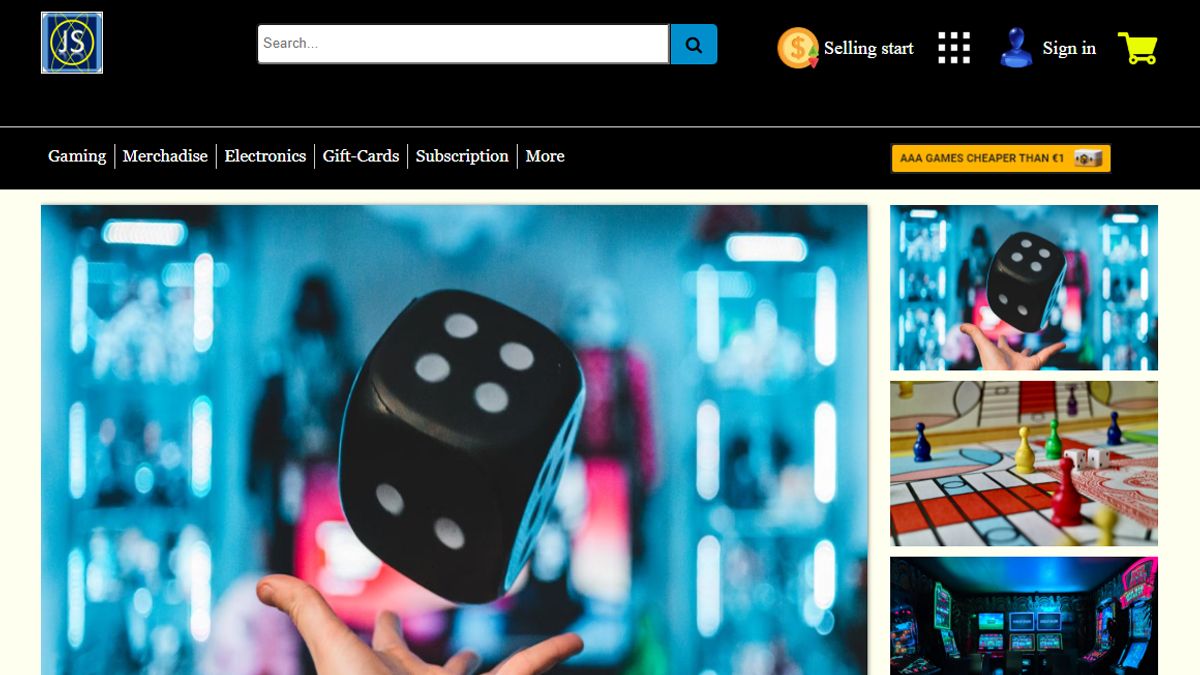 JS
Search...
Selling start
Sign in
Gaming
Merchadise
Electronics
Gift-Cards
Subscription
More
AAA GAMES CHEAPER THAN €1